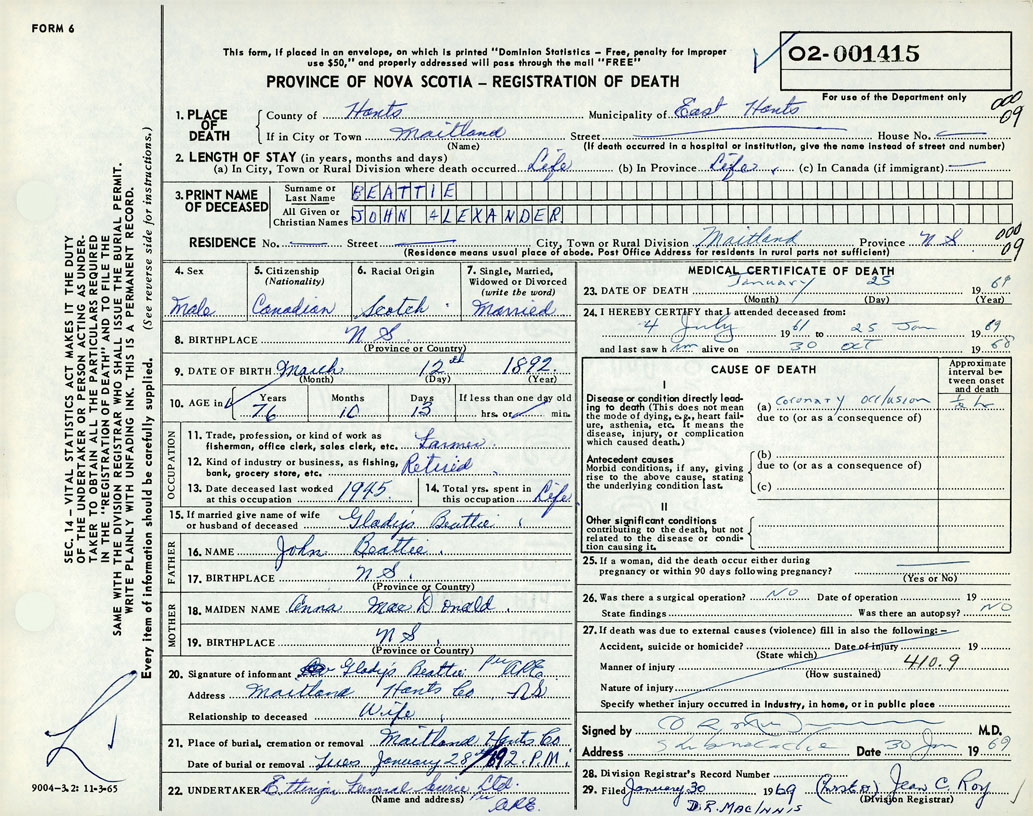 FORM 6
This form, if placed in an envelope, on which is printed "Dominion Statistics – Free, penalty for improper
use $50," and properly addressed will pass through the mail "FREE"
O2-001415
For use of the Department only
PROVINCE OF NOVA SCOTIA – REGISTRATION OF DEATH
000
09
1. PLACE OF DEATH
County of Hants Municipality of East Hants
If in City or Town Maitland Street House No.
(Name) (If death occurred in a hospital or institution, give the name instead of street and number)
2. LENGTH OF STAY (in years, months and days)
(a) In City, Town or Rural Division where death occurred Life (b) In Province Life (c) In Canada (if immigrant)
3. PRINT NAME OF DECEASED
Surname or Last Name BEATTIE
All Given or Christian Names JOHN ALEXANDER
RESIDENCE No. Street City, Town or Rural Division Maitland Province N S
000
09
(Residence means usual place of abode. Post Office Address for residents in rural parts not sufficient)
4. Sex
Male
5. Citizenship
(Nationality)
Canadian
6. Racial Origin
Scotch
7. Single, Married,
Widowed or Divorced
(write the word)
Married
8. BIRTHPLACE N S
(Province or Country)
9. DATE OF BIRTH March 12th 1892
(Month) (Day) (Year)
10. AGE in
Years Months Days If less than one day old
76 10 13 hrs. or min.
OCCUPATION
11. Trade, profession, or kind of work as
fisherman, office clerk, sales clerk, etc. Farmer
12. Kind of industry or business, as fishing,
bank, grocery store, etc. Retired
13. Date deceased last worked
at this occupation 1945
14. Total yrs. spent in
this occupation Life
15. If married give name of wife
or husband of deceased Gladys Beattie
FATHER
16. NAME John Beattie
17. BIRTHPLACE N S
(Province or Country)
MOTHER
18. MAIDEN NAME Anna MacDonald
19. BIRTHPLACE N S
(Province or Country)
20. Signature of informant Gladys Beattie Per
Address Maitland Hants Co NS
Relationship to deceased Wife
21. Place of burial, cremation or removal Maitland Hants Co
Date of burial or removal Tues. January 28th/69 2. P.M.
22. UNDERTAKER Ettinger Funeral Service Ltd.
(Name and address) Per
MEDICAL CERTIFICATE OF DEATH
23. DATE OF DEATH January 25 1969
(Month) (Day) (Year)
24. I HEREBY CERTIFY that I attended deceased from:
4 July 1961 to 25 Jan 1969
and last saw him alive on 30 Oct 1968
CAUSE OF DEATH
Approximate
interval be-
tween onset
and death
I
Disease or condition directly lead-
ing to death (This does not mean
the mode of dying, e.g., heart fail-
ure, asthenia, etc. It means the
disease, injury, or complication
which caused death.)
(a) Coronary occlusion
due to (or as a consequence of)
Antecedent causes
Morbid conditions, if any, giving
rise to the above cause, stating
the underlying condition last.
(b)
due to (or as a consequence of)
(c)
II
Other significant conditions
contributing to the death, but not
related to the disease or condi-
tion causing it.
25. If a woman, did the death occur either during
pregnancy or within 90 days following pregnancy?
(Yes or No)
26. Was there a surgical operation? NO Date of operation 19
State findings Was there an autopsy? NO
27. If death was due to external causes (violence) fill in also the following: –
Accident, suicide or homicide? Date of injury 19
(State which)
Manner of injury 410.9
(How sustained)
Nature of injury
Specify whether injury occurred in industry, in home, or in public place
Signed by M.D.
Address Shubenacadie Date 30 Jan 1969
28. Division Registrar's Record Number
29. Filed January 30 1969 Jean C. Roy
(Division Registrar)
D.R. MacInnis
SEC. 14 – VITAL STATISTICS ACT MAKES IT THE DUTY
OF THE UNDERTAKER OR PERSON ACTING AS UNDER-
TAKER TO OBTAIN ALL THE PARTICULARS REQUIRED
IN THE "REGISTRATION OF DEATH" AND TO FILE THE
SAME WITH THE DIVISION REGISTRAR WHO SHALL ISSUE THE BURIAL PERMIT.
WRITE PLAINLY WITH UNFADING INK. THIS IS A PERMANENT RECORD.
Every item of information should be carefully supplied. (See reverse side for instructions.)
9004-3.2: 11-3-65